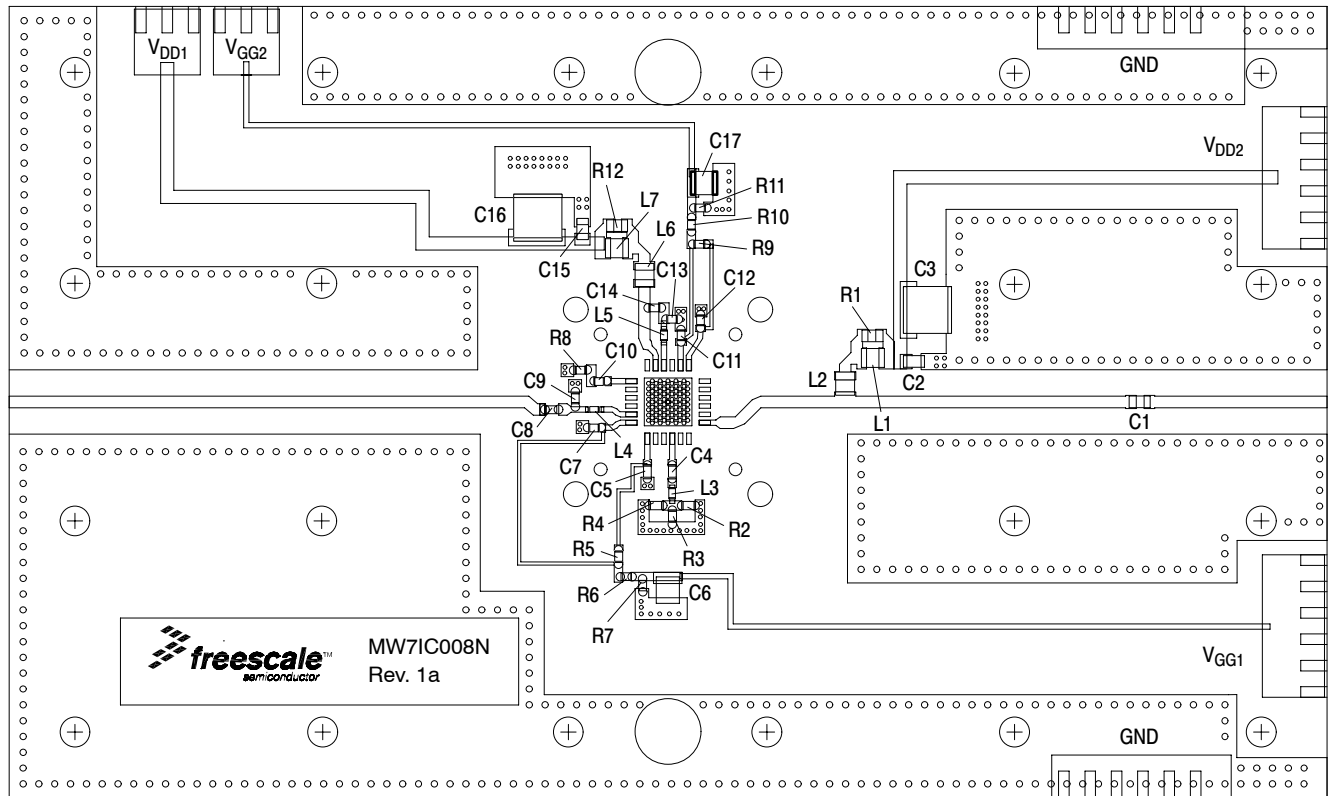 VDD1
VGG2
GND
C17
VDD2
R12
R11
L7
C16
L6
R10
R9
C15
C13
C12
C3
C14
L5
R1
R8
C10
C11
L2
C2
C9
C8
L4
L1
C1
C7
C4
C5
L3
R4
R2
R3
R5
R6
C6
R7
freescale™
semiconductor
MW7IC008N
Rev. 1a
VGG1
GND